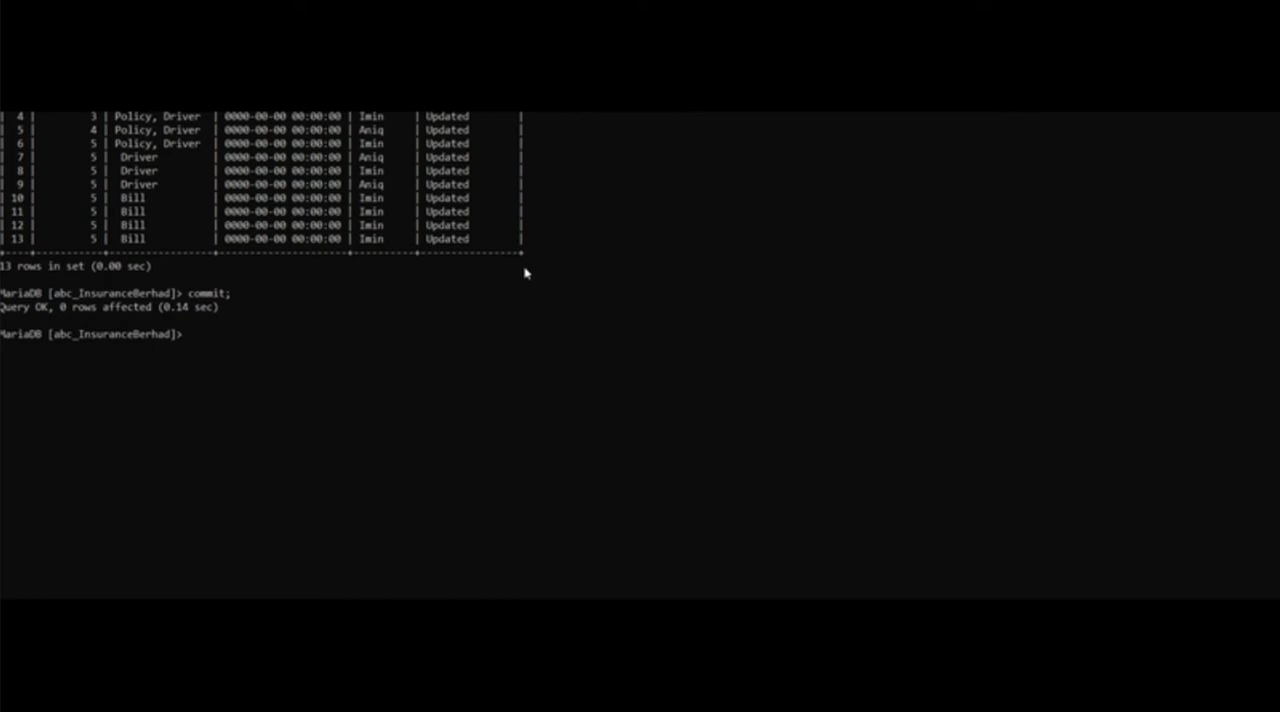 | 4 | 3 | Policy, Driver | 0000-00-00 00:00:00 | Imin | Updated |
| 5 | 4 | Policy, Driver | 0000-00-00 00:00:00 | Aniq | Updated |
| 6 | 5 | Policy, Driver | 0000-00-00 00:00:00 | Imin | Updated |
| 7 | 5 | Driver | 0000-00-00 00:00:00 | Aniq | Updated |
| 8 | 5 | Driver | 0000-00-00 00:00:00 | Imin | Updated |
| 9 | 5 | Driver | 0000-00-00 00:00:00 | Aniq | Updated |
| 10 | 5 | Bill | 0000-00-00 00:00:00 | Imin | Updated |
| 11 | 5 | Bill | 0000-00-00 00:00:00 | Imin | Updated |
| 12 | 5 | Bill | 0000-00-00 00:00:00 | Imin | Updated |
| 13 | 5 | Bill | 0000-00-00 00:00:00 | Imin | Updated |
13 rows in set (0.00 sec)
MariaDB [abc_InsuranceBerhad]> commit;
Query OK, 0 rows affected (0.14 sec)
MariaDB [abc_InsuranceBerhad]>